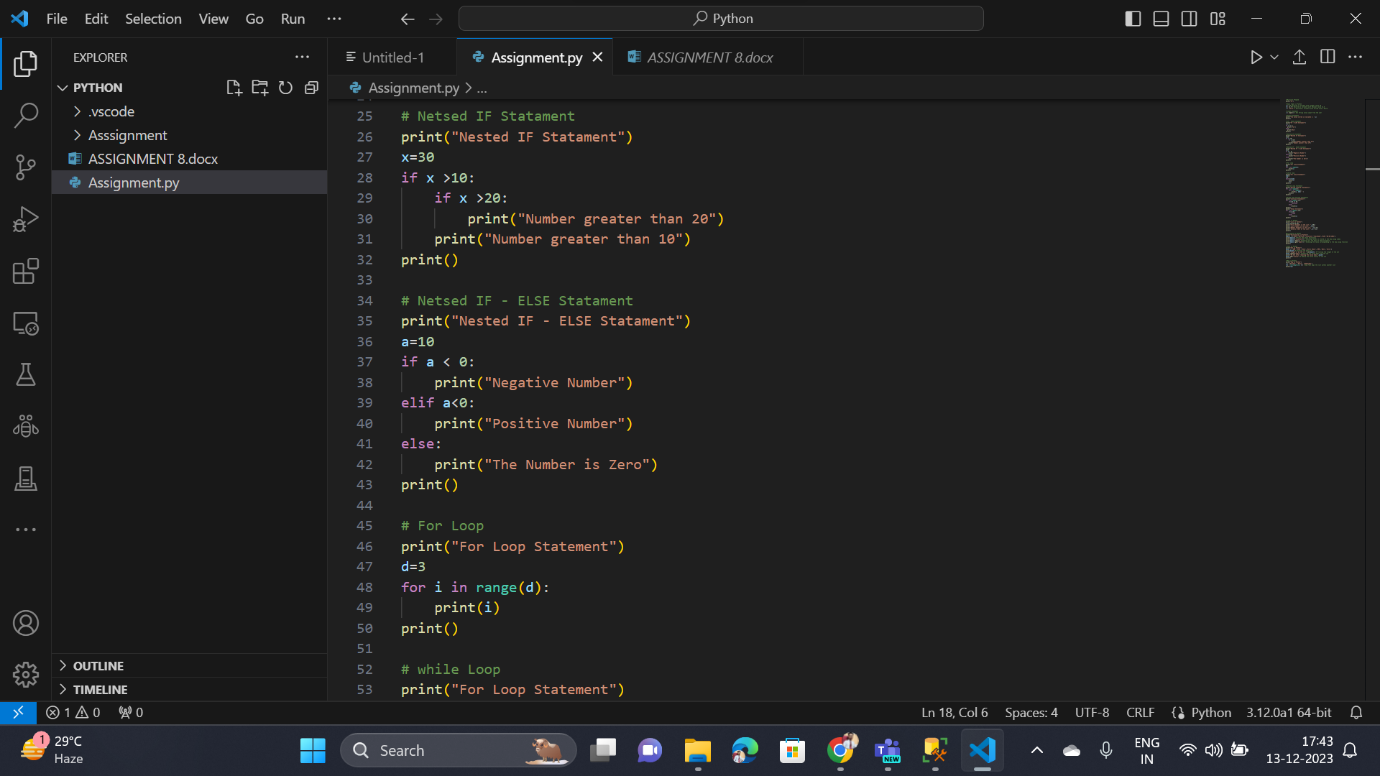 File Edit Selection View Go Run ···
Python
EXPLORER ···
Untitled-1
Assignment.py
ASSIGNMENT 8.docx
PYTHON
Assignment.py > ...
.vscode
Asssignment
ASSIGNMENT 8.docx
Assignment.py
25 # Netsed IF Statament
26 print("Nested IF Statament")
27 x=30
28 if x >10:
29 if x >20:
30 print("Number greater than 20")
31 print("Number greater than 10")
32 print()
33
34 # Netsed IF - ELSE Statament
35 print("Nested IF - ELSE Statament")
36 a=10
37 if a < 0:
38 print("Negative Number")
39 elif a<0:
40 print("Positive Number")
41 else:
42 print("The Number is Zero")
43 print()
44
45 # For Loop
46 print("For Loop Statement")
47 d=3
48 for i in range(d):
49 print(i)
50 print()
51
52 # while Loop
53 print("For Loop Statement")
OUTLINE
TIMELINE
1 0 0
Ln 18, Col 6 Spaces: 4 UTF-8 CRLF Python 3.12.0a1 64-bit
1
29°C
Haze
Search
NEW
ENG
IN
17:43
13-12-2023